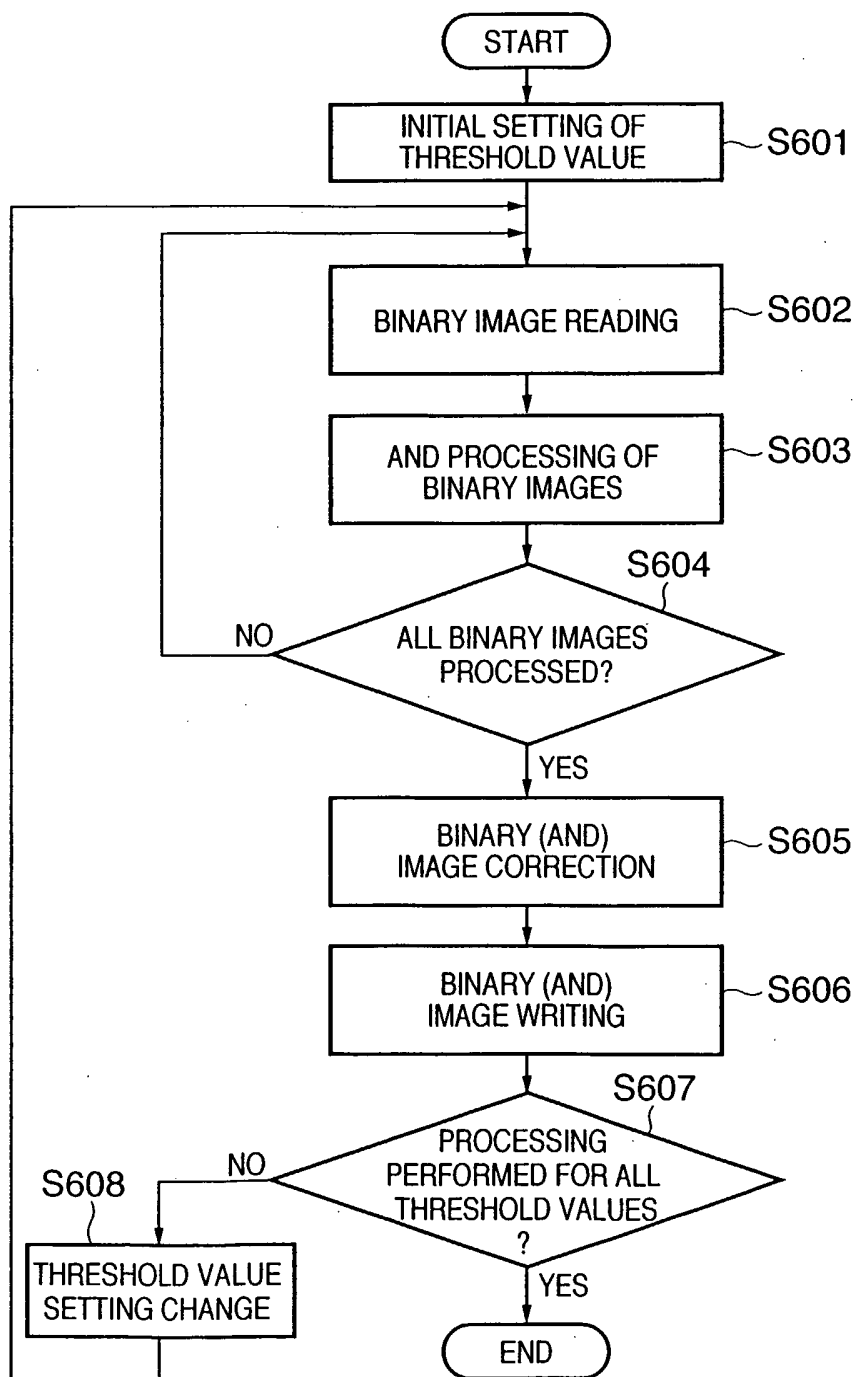 START
INITIAL SETTING OF
THRESHOLD VALUE
S601
BINARY IMAGE READING
S602
AND PROCESSING OF
BINARY IMAGES
S603
S604
NO
ALL BINARY IMAGES
PROCESSED?
YES
BINARY (AND)
IMAGE CORRECTION
S605
BINARY (AND)
IMAGE WRITING
S606
S607
NO
PROCESSING
PERFORMED FOR ALL
THRESHOLD VALUES
?
S608
THRESHOLD VALUE
SETTING CHANGE
YES
END